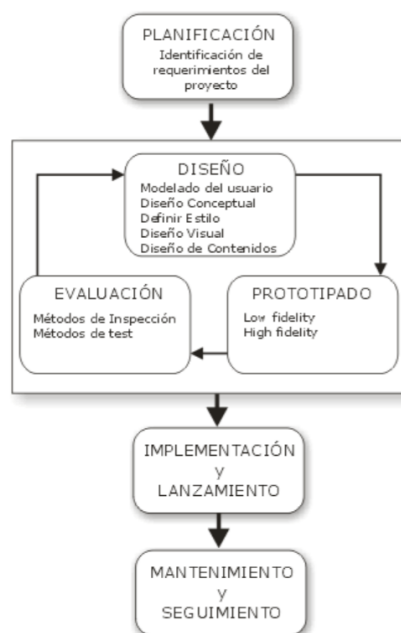 PLANIFICACIÓN
Identificación de
requerimientos del
proyecto
DISEÑO
Modelado del usuario
Diseño Conceptual
Definir Estilo
Diseño Visual
Diseño de Contenidos
EVALUACIÓN
Métodos de Inspección
Métodos de test
PROTOTIPADO
Low fidelity
High fidelity
IMPLEMENTACIÓN
y
LANZAMIENTO
MANTENIMIENTO
y
SEGUIMIENTO